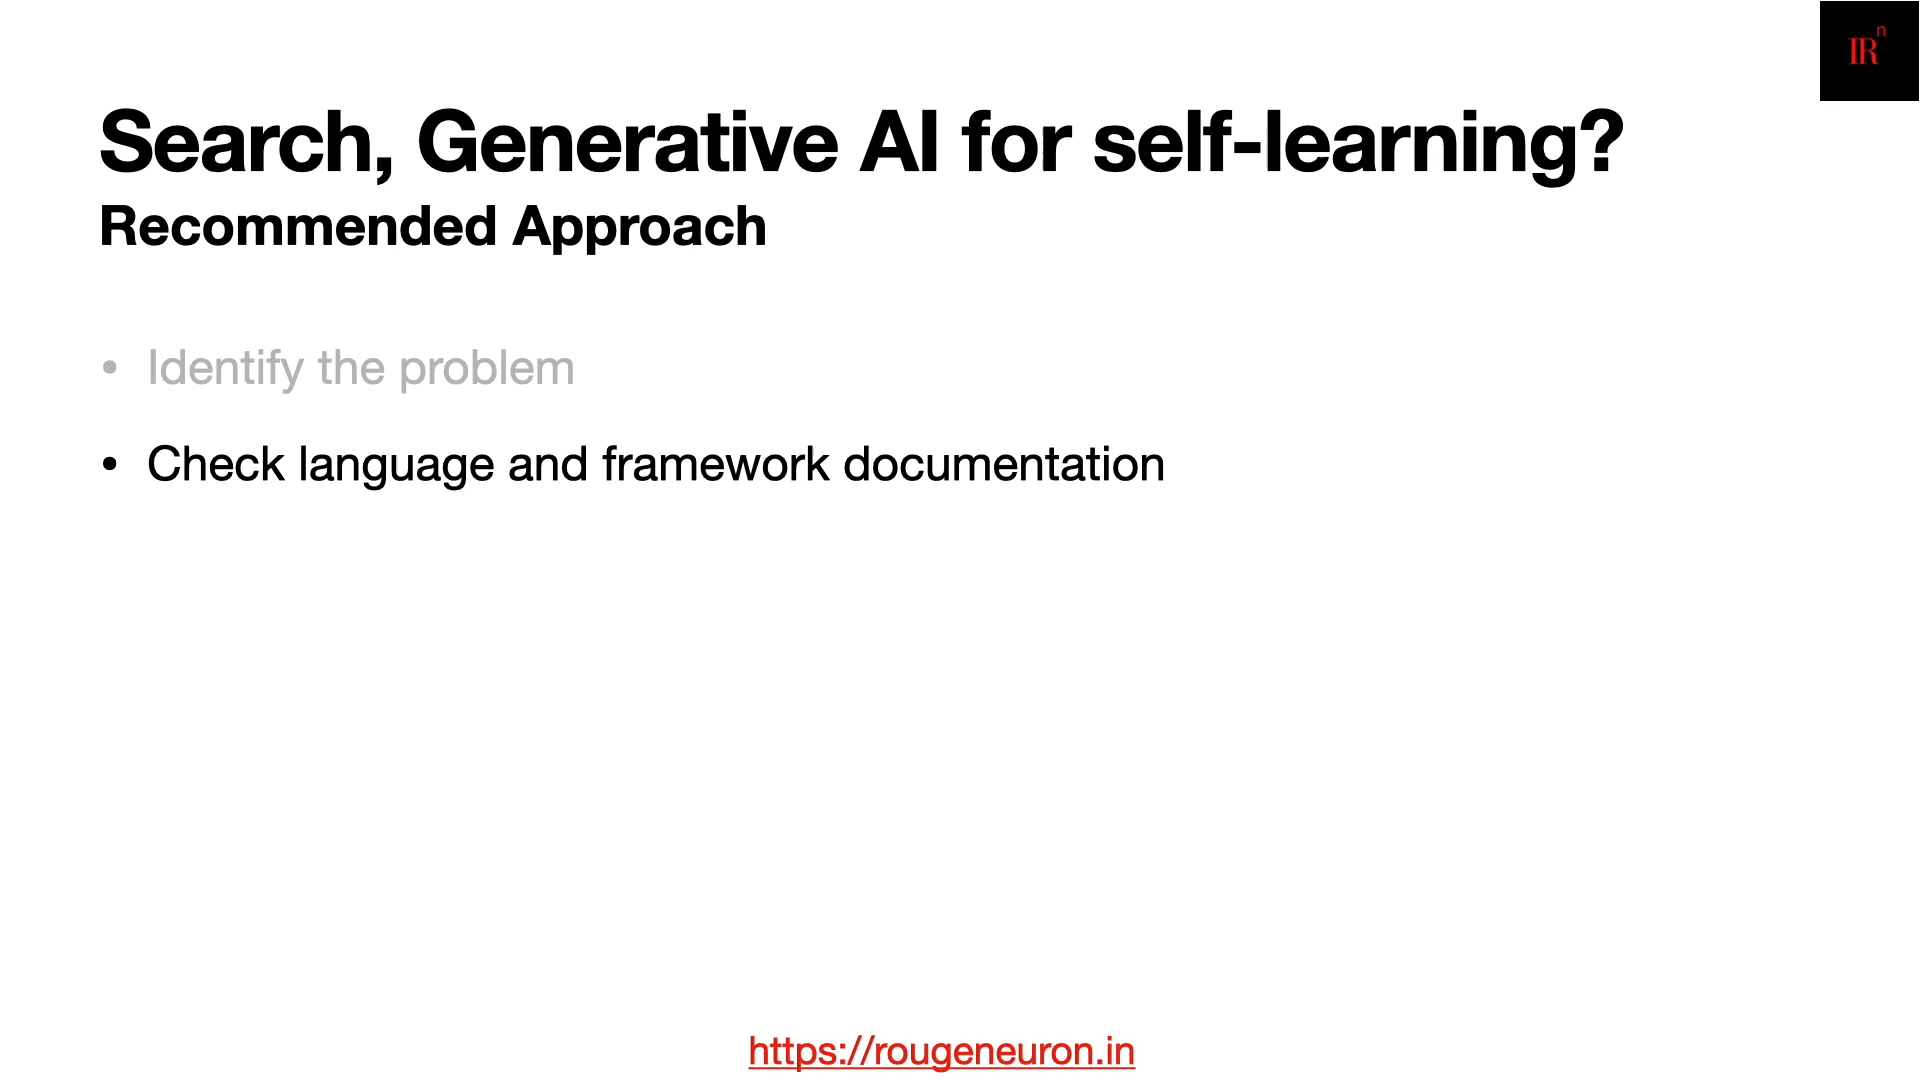 IR n
Search, Generative AI for self-learning?
Recommended Approach
• Identify the problem
• Check language and framework documentation
https://rougeneuron.in